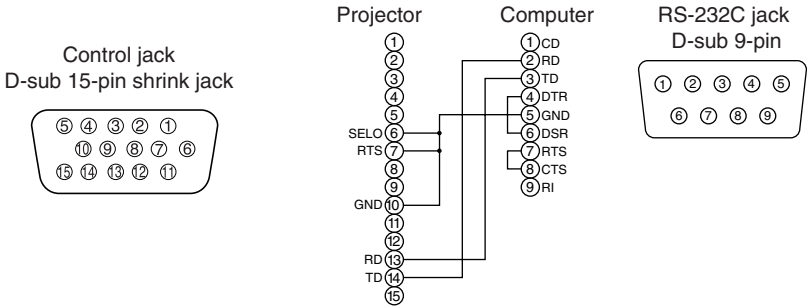 Control jack
D-sub 15-pin shrink jack
5 4 3 2 1
10 9 8 7 6
15 14 13 12 11
Projector
1
2
3
4
5
SELO 6
RTS 7
8
9
GND 10
11
12
RD 13
TD 14
15
Computer
1 CD
2 RD
3 TD
4 DTR
5 GND
6 DSR
7 RTS
8 CTS
9 RI
RS-232C jack
D-sub 9-pin
1 2 3 4 5
6 7 8 9